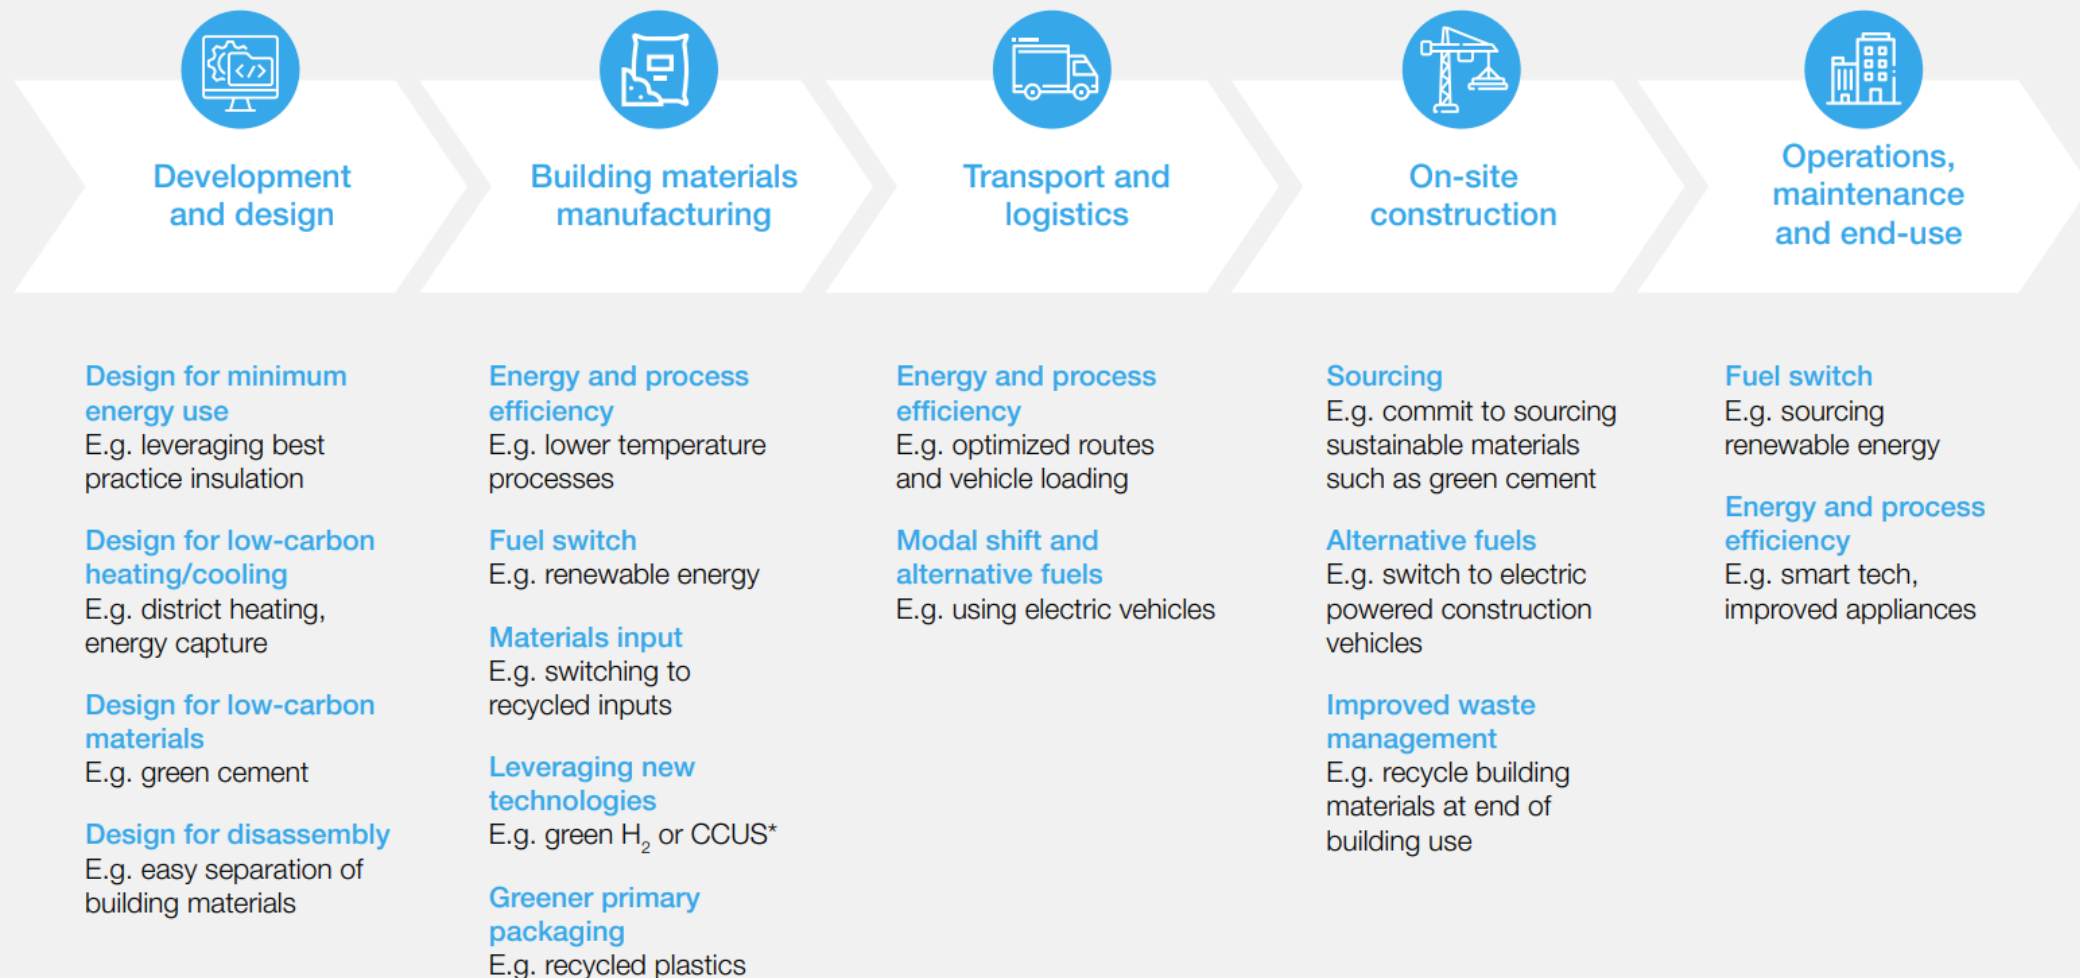 Development
and design
Building materials
manufacturing
Transport and
logistics
On-site
construction
Operations,
maintenance
and end-use
Design for minimum
energy use
E.g. leveraging best
practice insulation
Design for low-carbon
heating/cooling
E.g. district heating,
energy capture
Design for low-carbon
materials
E.g. green cement
Design for disassembly
E.g. easy separation of
building materials
Energy and process
efficiency
E.g. lower temperature
processes
Fuel switch
E.g. renewable energy
Materials input
E.g. switching to
recycled inputs
Leveraging new
technologies
E.g. green H₂ or CCUS*
Greener primary
packaging
E.g. recycled plastics
Energy and process
efficiency
E.g. optimized routes
and vehicle loading
Modal shift and
alternative fuels
E.g. using electric vehicles
Sourcing
E.g. commit to sourcing
sustainable materials
such as green cement
Alternative fuels
E.g. switch to electric
powered construction
vehicles
Improved waste
management
E.g. recycle building
materials at end of
building use
Fuel switch
E.g. sourcing
renewable energy
Energy and process
efficiency
E.g. smart tech,
improved appliances